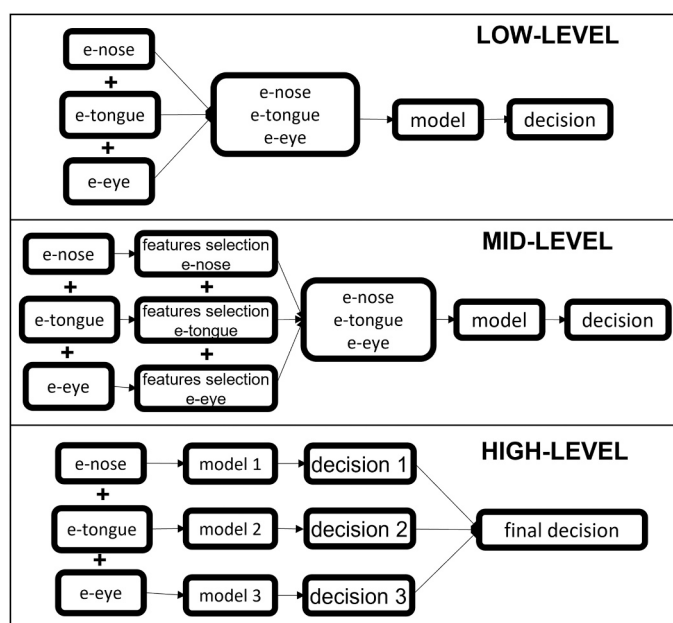 LOW-LEVEL
e-nose
+
e-tongue
+
e-eye
e-nose
e-tongue
e-eye
model
decision
MID-LEVEL
e-nose
+
e-tongue
+
e-eye
features selection
e-nose
+
features selection
e-tongue
+
features selection
e-eye
e-nose
e-tongue
e-eye
model
decision
HIGH-LEVEL
e-nose
+
e-tongue
+
e-eye
model 1
model 2
model 3
decision 1
decision 2
decision 3
final decision